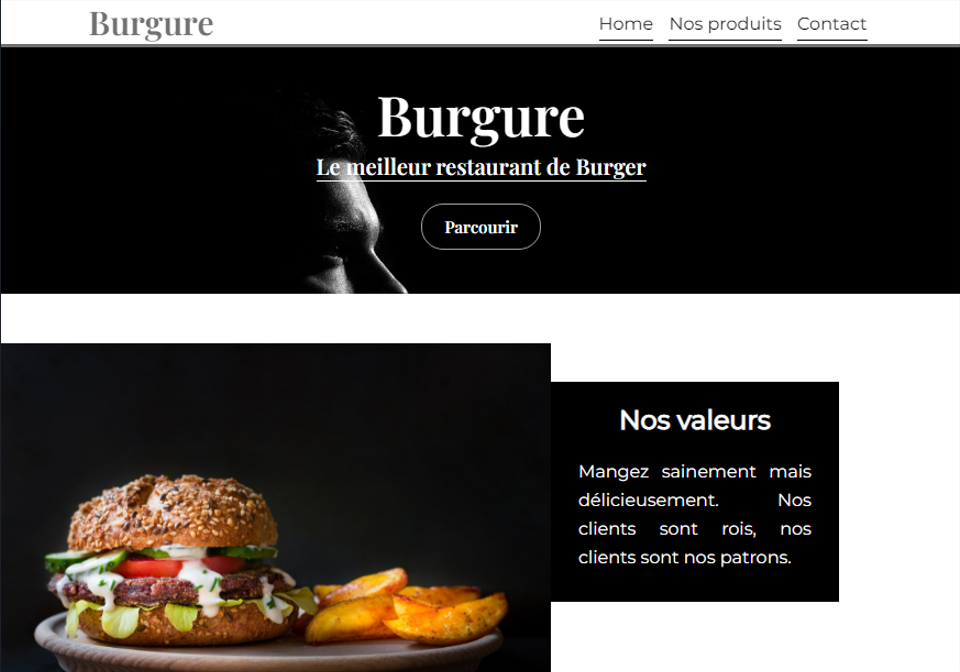 Burgure
Home Nos produits Contact
Burgure
Le meilleur restaurant de Burger
Parcourir
Nos valeurs
Mangez sainement mais
délicieusement. Nos
clients sont rois, nos
clients sont nos patrons.